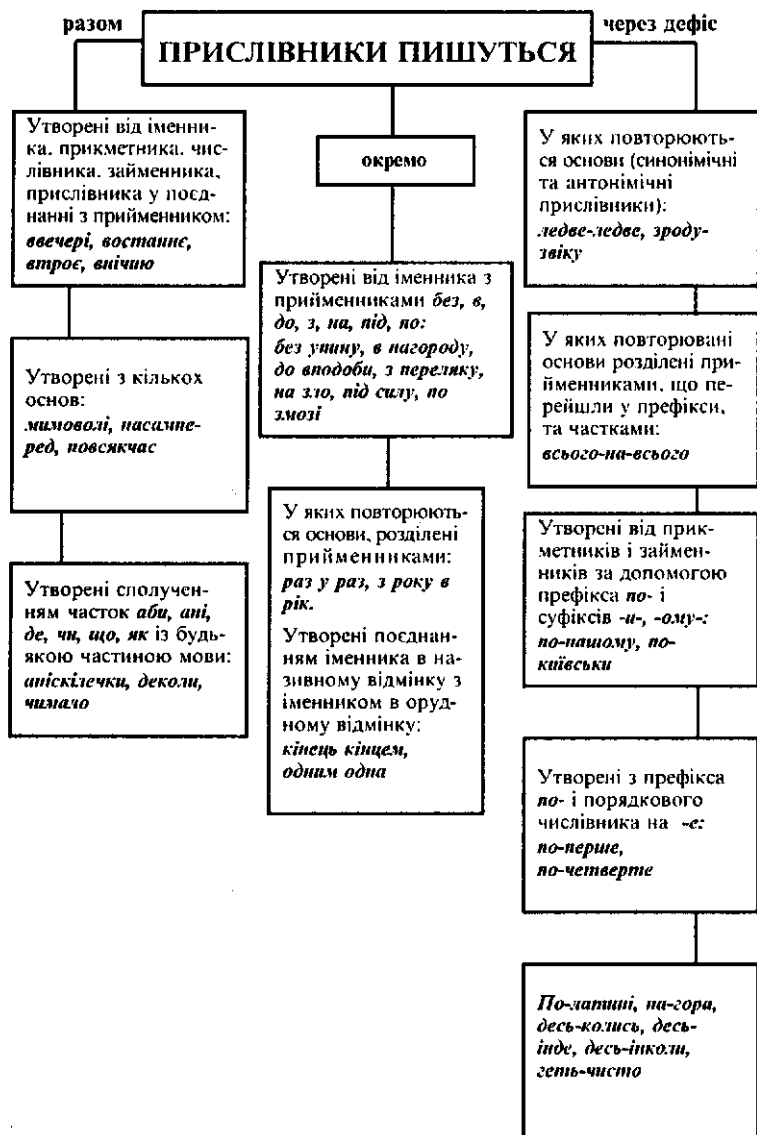 разом
ПРИСЛІВНИКИ ПИШУТЬСЯ
через дефіс
Утворені від іменни-
ка, прикметника, чис-
лівника, займенника,
прислівника у поєд-
нанні з прийменником:
ввечері, востаннє,
втроє, внічию
Утворені з кількох
основ:
мимоволі, насампе-
ред, повсякчас
Утворені сполучен-
ням часток аби, ані,
де, чи, що, як із будь-
якою частиною мови:
аніскілечки, деколи,
чимало
окремо
Утворені від іменника з
прийменниками без, в,
до, з, на, під, по:
без упину, в нагороду,
до вподоби, з переляку,
на зло, під силу, по
змозі
У яких повторюють-
ся основи, розділені
прийменниками:
раз у раз, з року в
рік.
Утворені поєднан-
ням іменника в на-
зивному відмінку з
іменником в оруд-
ному відмінку:
кінець кінцем,
одним одна
У яких повторюють-
ся основи (синонімічні
та антонімічні
прислівники):
ледве-ледве, зроду-
звіку
У яких повторювані
основи розділені при-
йменниками, що пе-
рейшли у префікси,
та частками:
всього-на-всього
Утворені від прик-
метників і займен-
ників за допомогою
префікса по- і
суфіксів -и-, -ому-:
по-нашому, по-
київськи
Утворені з префікса
по- і порядкового
числівника на -е:
по-перше,
по-четверте
По-латині, на-гора,
десь-колись, десь-
інде, десь-інколи,
геть-чисто